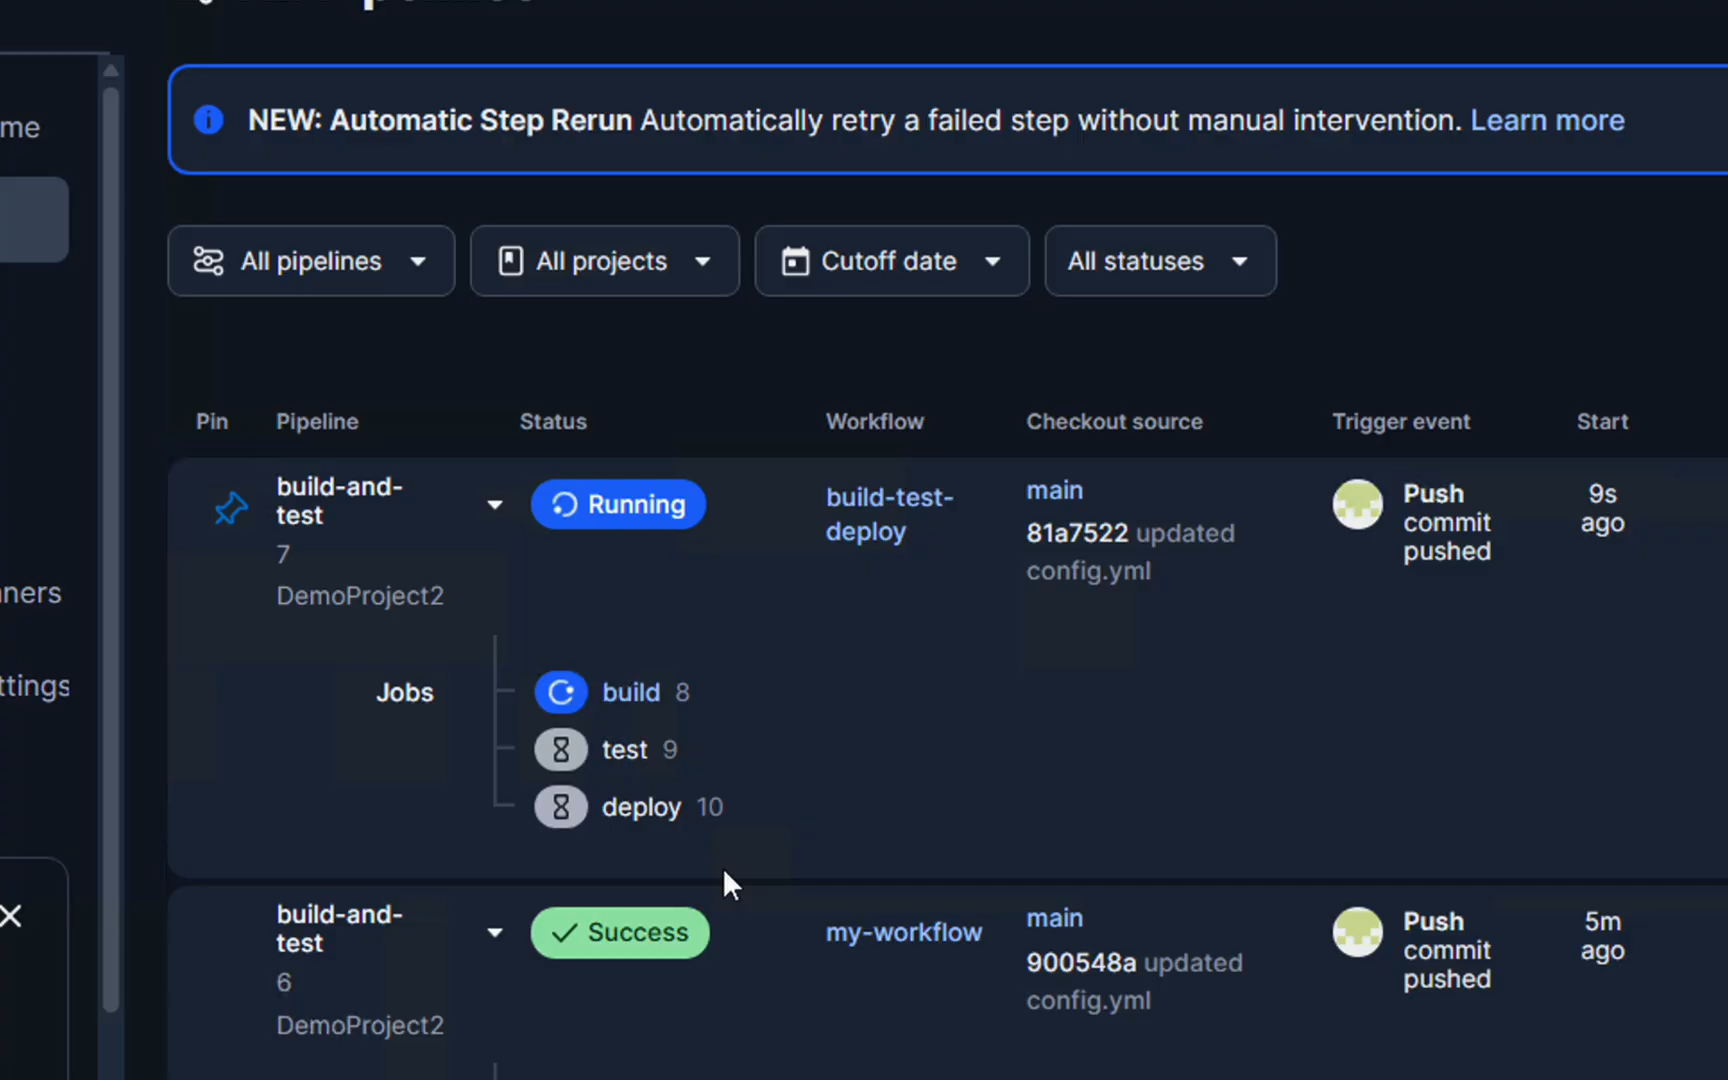 me
NEW: Automatic Step Rerun Automatically retry a failed step without manual intervention. Learn more
All pipelines
All projects
Cutoff date
All statuses
Pin
Pipeline
Status
Workflow
Checkout source
Trigger event
Start
build-and-
test
7
DemoProject2
Running
build-test-
deploy
main
81a7522 updated
config.yml
Push
commit
pushed
9s
ago
ners
ttings
Jobs
build 8
test 9
deploy 10
build-and-
test
6
DemoProject2
Success
my-workflow
main
900548a updated
config.yml
Push
commit
pushed
5m
ago